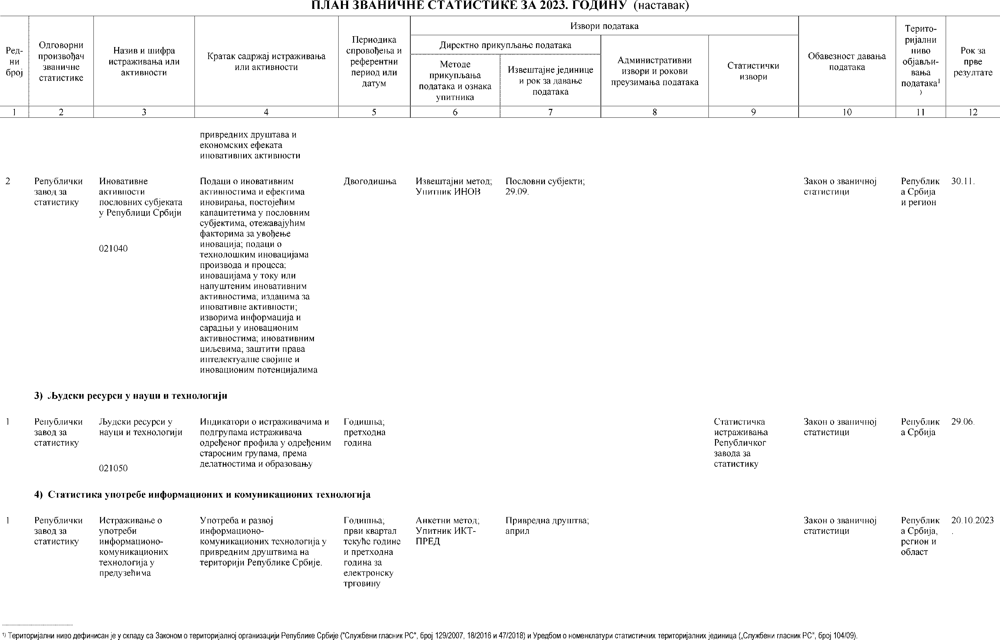 ПЛАН ЗВАНИЧНЕ СТАТИСТИКЕ ЗА 2023. ГОДИНУ (наставак)
Ред-
ни
број
Одговорни
произвођач
званичне
статистике
Назив и шифра
истраживања или
активности
Кратак садржај истраживања
или активности
Периодика
спровођења и
референтни
период или
датум
Извори података
Директно прикупљање података
Методе
прикупљања
података и ознака
упитника
Извештајне јединице
и рок за давање
података
Административни
извори и рокови
преузимања података
Статистички
извори
Обавезност давања
података
Терито-
ријални
ниво
објављи-
вања
података¹
)
Рок за
прве
резултате
1 2 3 4 5 6 7 8 9 10 11 12
привредних друштава и
економских ефеката
иновативних активности
2
Републички
завод за
статистику
Иновативне
активности
пословних субјеката
у Републици Србији
021040
Подаци о иновативним
активностима и ефектима
иновирања, постојећим
капацитетима у пословним
субјектима, отежавајућим
факторима за увођење
иновација; подаци о
технолошким иновацијама
производа и процеса;
иновацијама у току или
напуштеним иновативним
активностима; издацима за
иновативне активности;
изворима информација и
сарадњи у иновационим
активностима; иновативним
циљевима; заштити права
интелектуалне својине и
иновационим потенцијалима
Двогодишња
Извештајни метод;
Упитник ИНОВ
Пословни субјекти;
29.09.
Закон о званичној
статистици
Републик
а Србија
и регион
30.11.
3) Људски ресурси у науци и технологији
1
Републички
завод за
статистику
Људски ресурси у
науци и технологији
021050
Индикатори о истраживачима и
подгрупама истраживача
одређеног профила у одређеним
старосним групама, према
делатностима и образовању
Годишња;
претходна
година
Статистичка
истраживања
Републичког
завода за
статистику
Закон о званичној
статистици
Републик
а Србија
29.06.
4) Статистика употребе информационих и комуникационих технологија
1
Републички
завод за
статистику
Истраживање о
употреби
информационо-
комуникационих
технологија у
предузећима
Употреба и развој
информационо-
комуникационих технологија у
привредним друштвима на
територији Републике Србије.
Годишња;
први квартал
текуће године
и претходна
година за
електронску
трговину
Анкетни метод;
Упитник ИКТ-
ПРЕД
Привредна друштва;
април
Закон о званичној
статистици
Републик
а Србија,
регион и
област
20.10.2023
.
¹⁾ Територијални ниво дефинисан је у складу са Законом о територијалној организацији Републике Србије ("Службени гласник РС", број 129/2007, 18/2016 и 47/2018) и Уредбом о номенклатури статистичких територијалних јединица („Службени гласник РС", број 104/09).